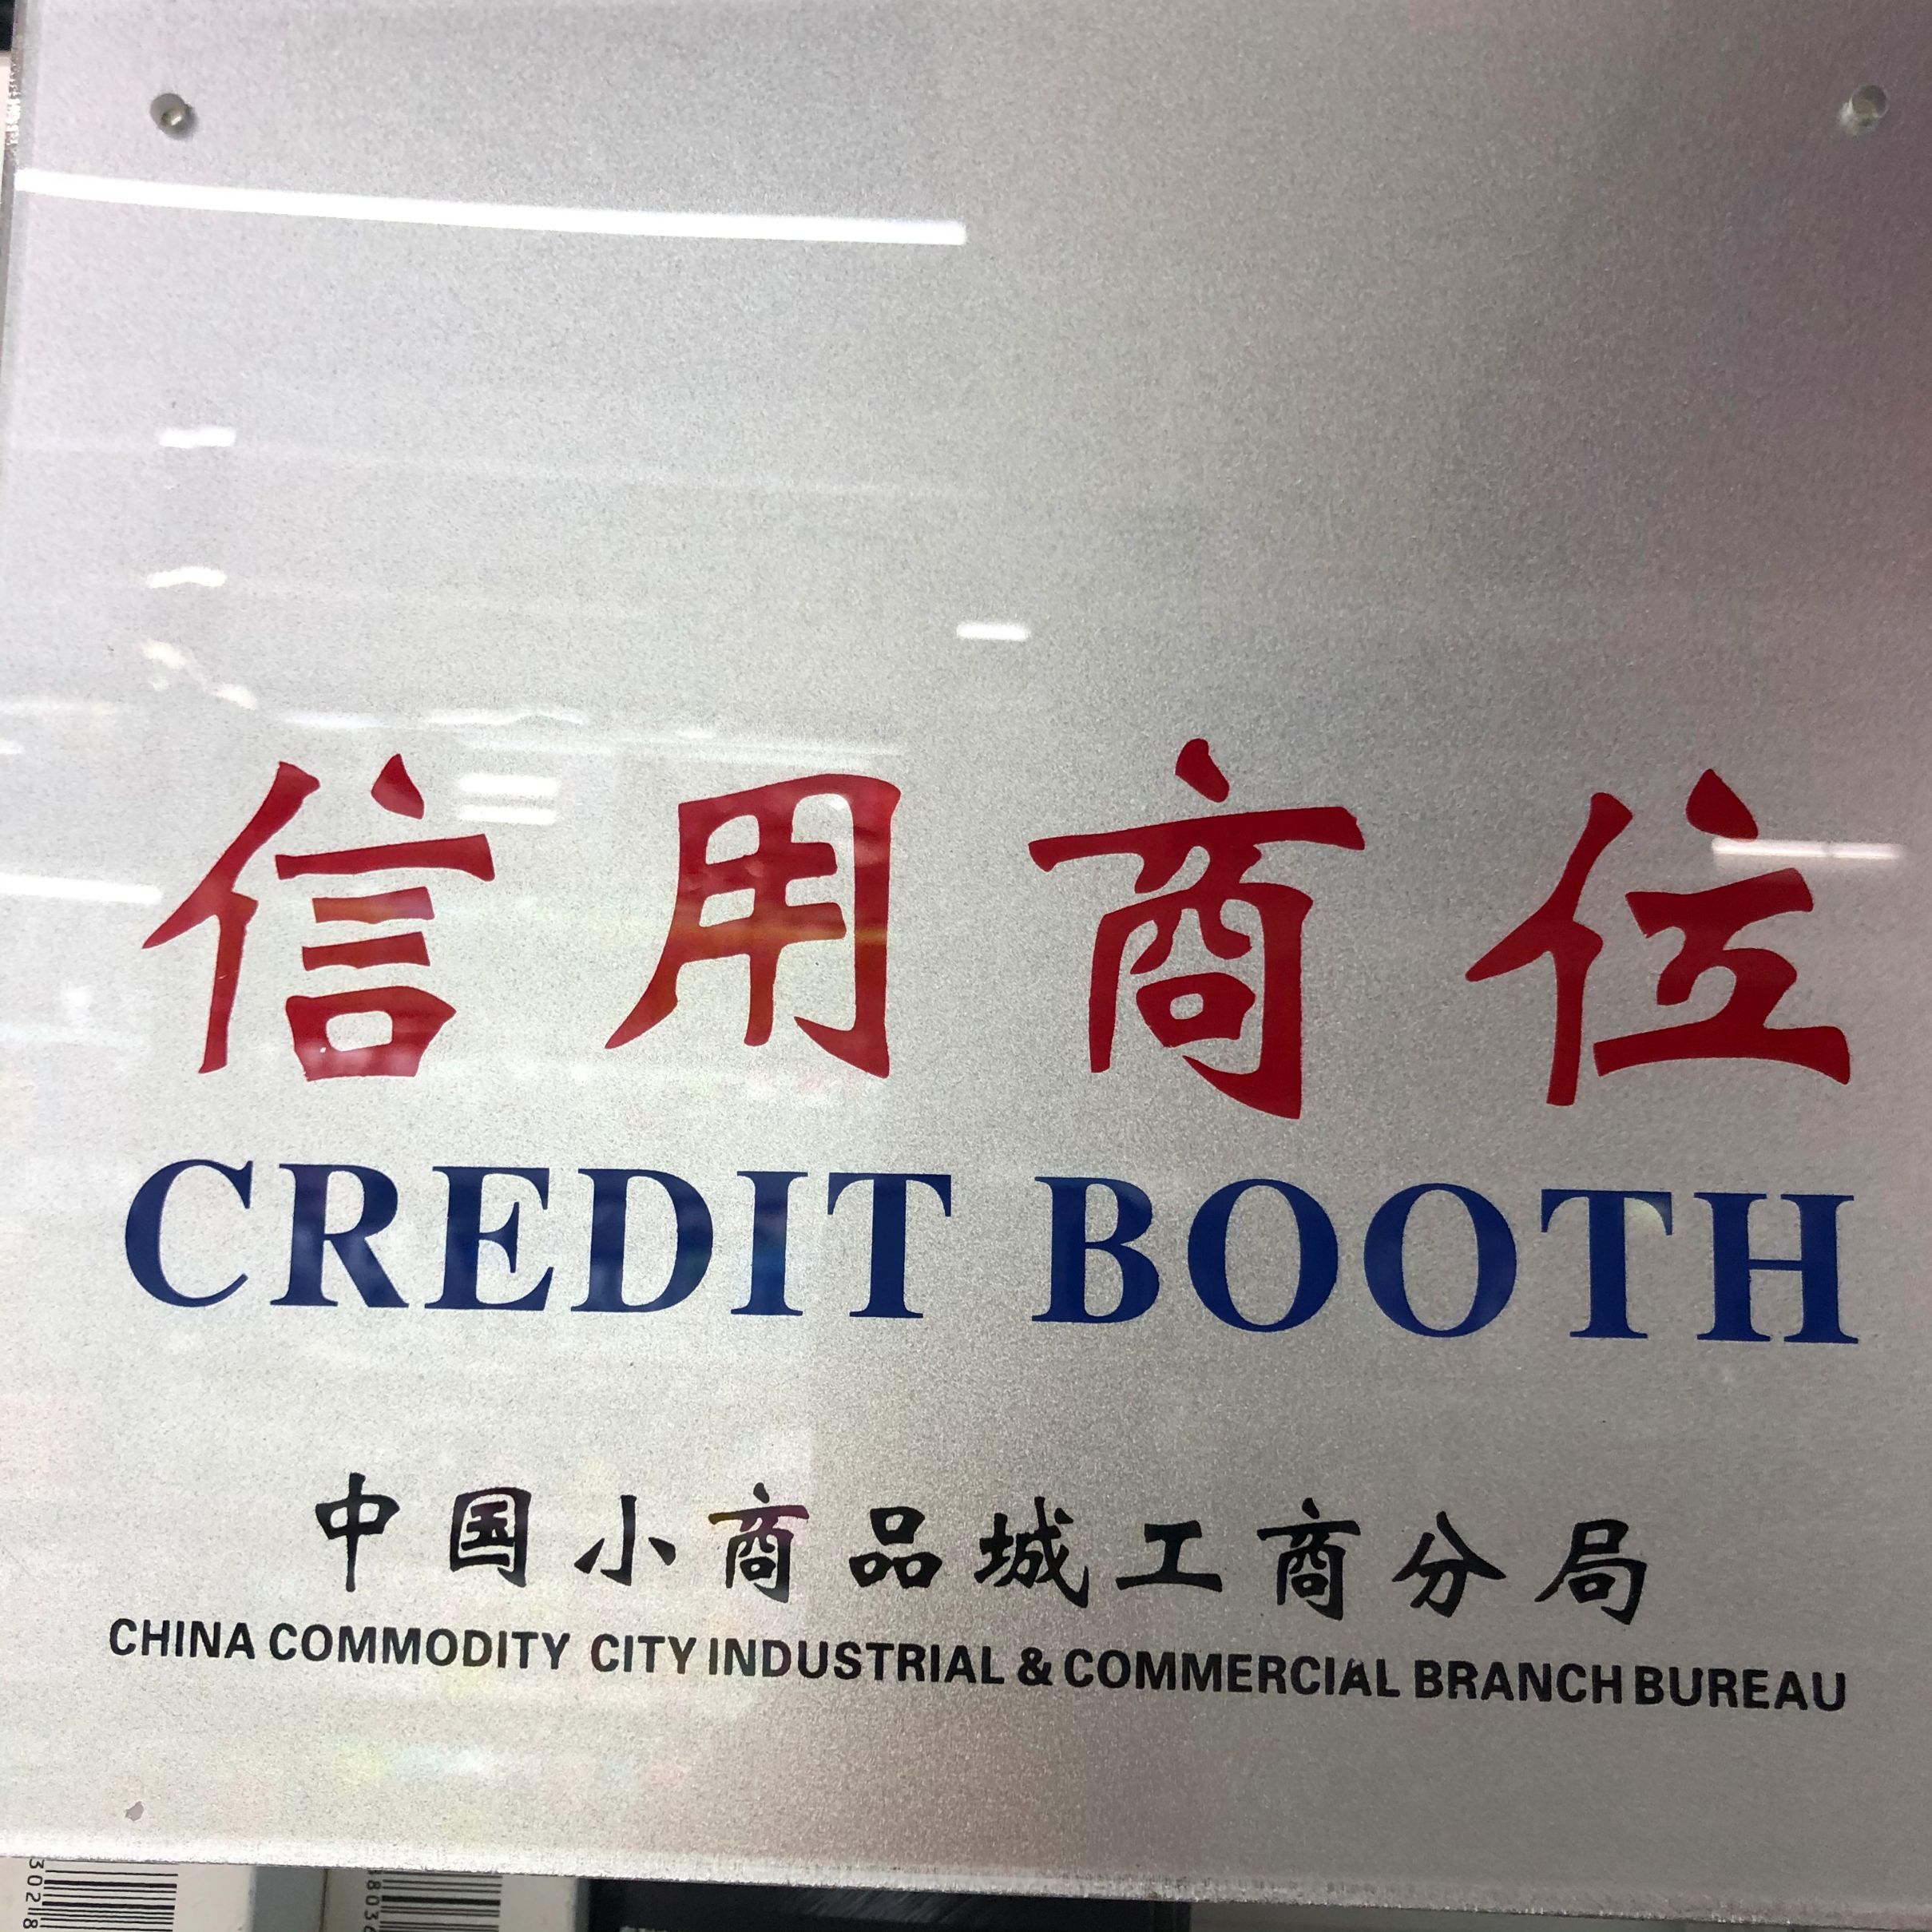 信用商位
CREDIT BOOTH
中国小商品城工商分局
CHINA COMMODITY CITY INDUSTRIAL & COMMERCIAL BRANCH BUREAU